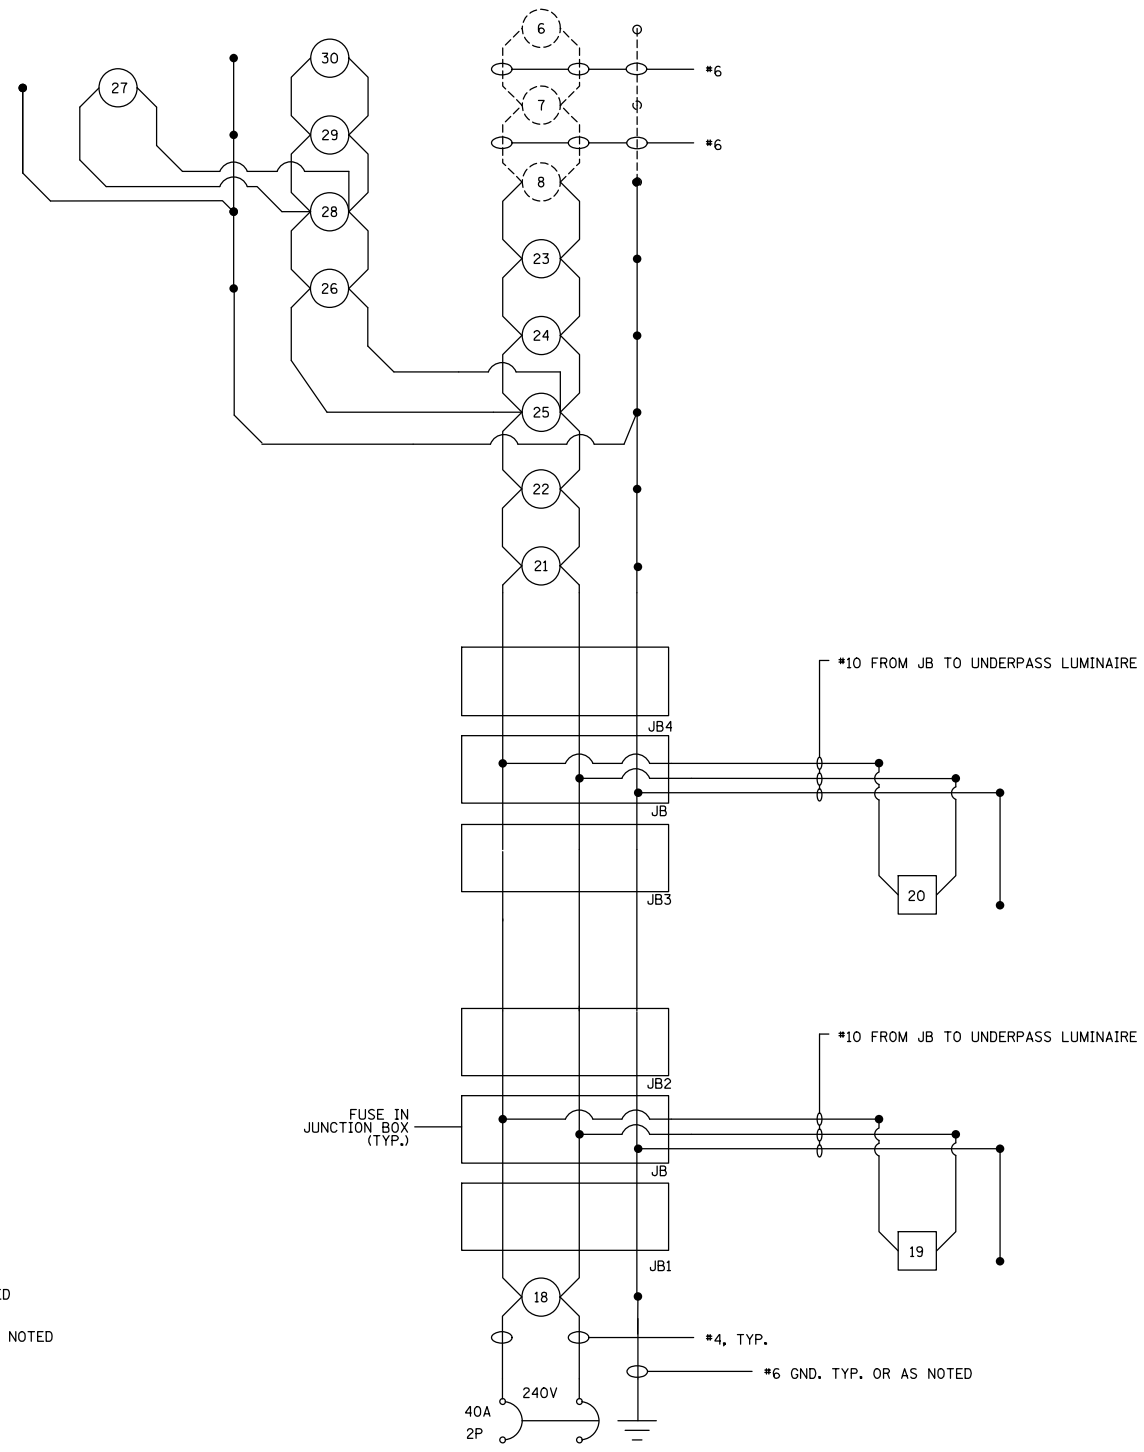 6
30
#6
27
7
29
#6
8
28
23
26
24
25
22
21
#10 FROM JB TO UNDERPASS LUMINAIRE
JB4
JB
20
JB3
#10 FROM JB TO UNDERPASS LUMINAIRE
JB2
FUSE IN
JUNCTION BOX
(TYP.)
JB
19
JB1
18
NOTED
#4, TYP.
#6 GND. TYP. OR AS NOTED
240V
40A
2P